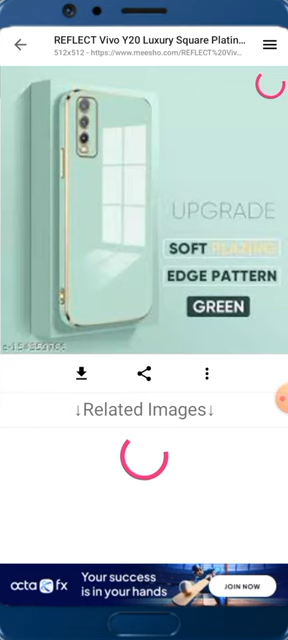 REFLECT Vivo Y20 Luxury Square Platin...
512x512 - https://www.meesho.com/REFLECT%20Viv...
UPGRADE
SOFT BLAZING
EDGE PATTERN
GREEN
↓Related Images↓
octa fx
Your success
is in your hands
JOIN NOW